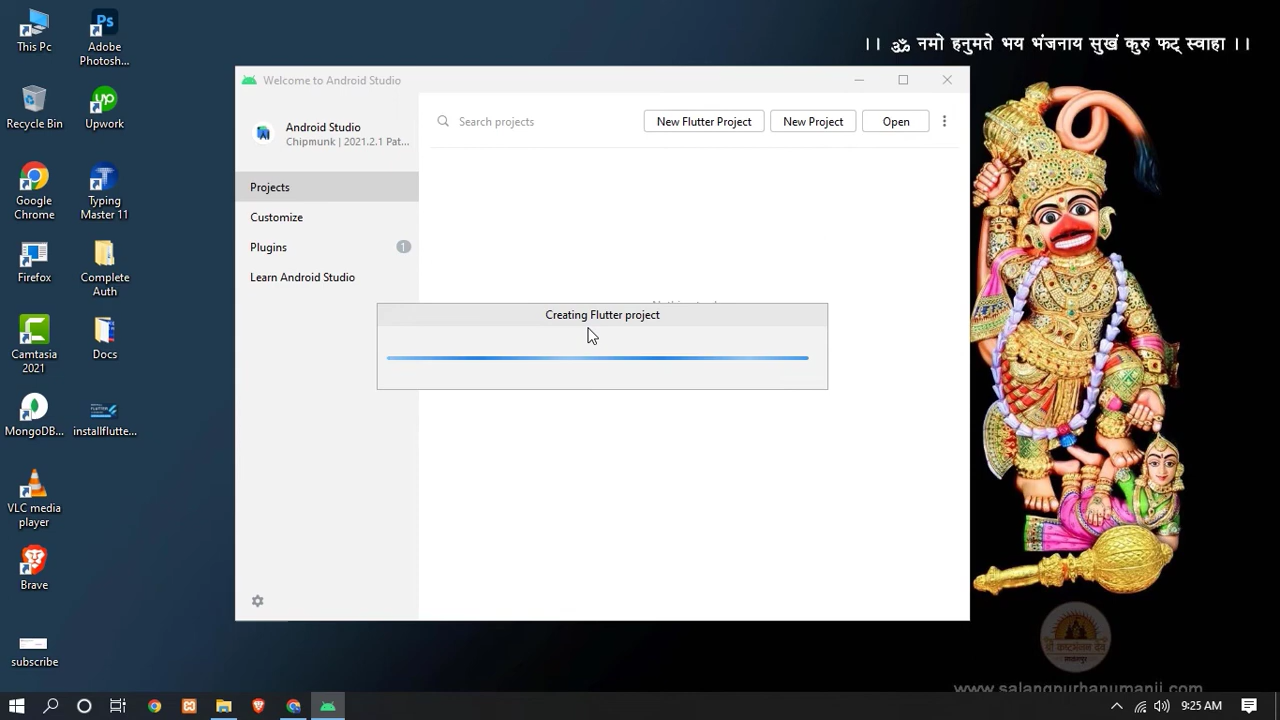 This Pc
Adobe
Photosh...
Recycle Bin
Upwork
Google
Chrome
Typing
Master 11
Firefox
Complete
Auth
Camtasia
2021
Docs
MongoDB...
installflutte...
VLC media
player
Brave
subscribe
।। ॐ नमो हनुमते भय भंजनाय सुखं कुरु फट् स्वाहा ।।
Welcome to Android Studio
Android Studio
Chipmunk | 2021.2.1 Pat...
Search projects
New Flutter Project
New Project
Open
Projects
Customize
Plugins
1
Learn Android Studio
Creating Flutter project
www.salangpurhanumanji.com
9:25 AM